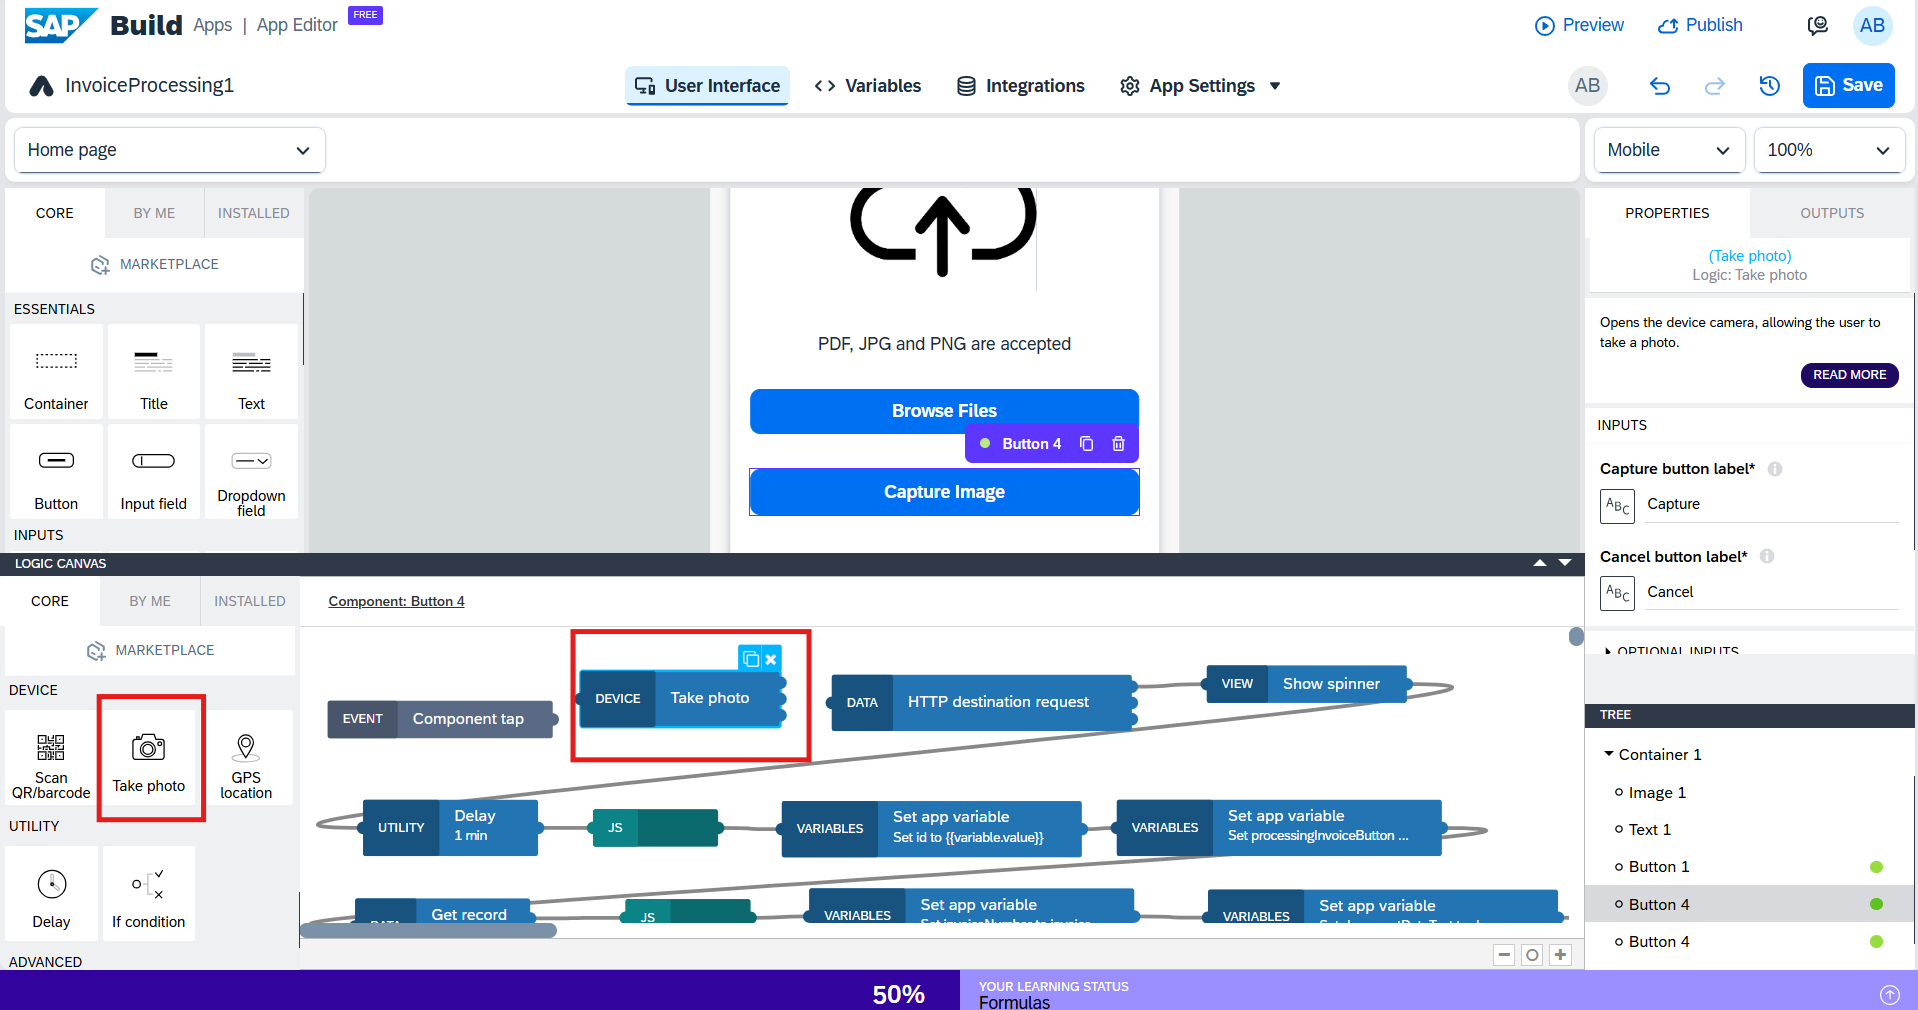 SAP Build Apps | App Editor FREE
Preview
Publish
AB
InvoiceProcessing1
User Interface
Variables
Integrations
App Settings
AB
Save
Home page
Mobile
100%
CORE
BY ME
INSTALLED
MARKETPLACE
ESSENTIALS
Container
Title
Text
Button
Input field
Dropdown
field
INPUTS
PDF, JPG and PNG are accepted
Browse Files
Button 4
Capture Image
PROPERTIES
OUTPUTS
(Take photo)
Logic: Take photo
Opens the device camera, allowing the user to
take a photo.
READ MORE
INPUTS
Capture button label*
ABC
Capture
Cancel button label*
ABC
Cancel
OPTIONAL INPUTS
LOGIC CANVAS
CORE
BY ME
INSTALLED
MARKETPLACE
DEVICE
Scan
QR/barcode
Take photo
GPS
location
UTILITY
Delay
If condition
ADVANCED
Component: Button 4
EVENT
Component tap
DEVICE
Take photo
DATA
HTTP destination request
VIEW
Show spinner
UTILITY
Delay
1 min
JS
VARIABLES
Set app variable
Set id to {{variable.value}}
VARIABLES
Set app variable
Set processingInvoiceButton ...
DATA
Get record
JS
VARIABLES
Set app variable
VARIABLES
Set app variable
TREE
Container 1
Image 1
Text 1
Button 1
Button 4
Button 4
50%
YOUR LEARNING STATUS
Formulas